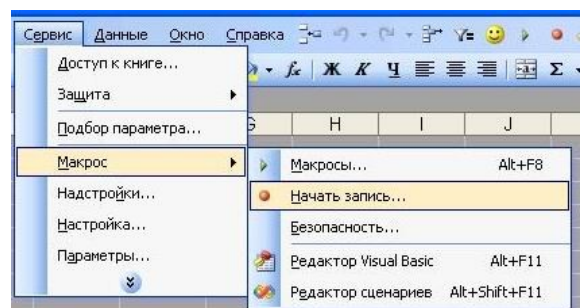 Сервис Данные Окно Справка
Доступ к книге...
fx Ж К Ч Σ
Защита
Подбор параметра...
G H I J
Макрос
Макросы... Alt+F8
Надстройки...
Начать запись...
Настройка...
Безопасность...
Параметры...
Редактор Visual Basic Alt+F11
Редактор сценариев Alt+Shift+F11